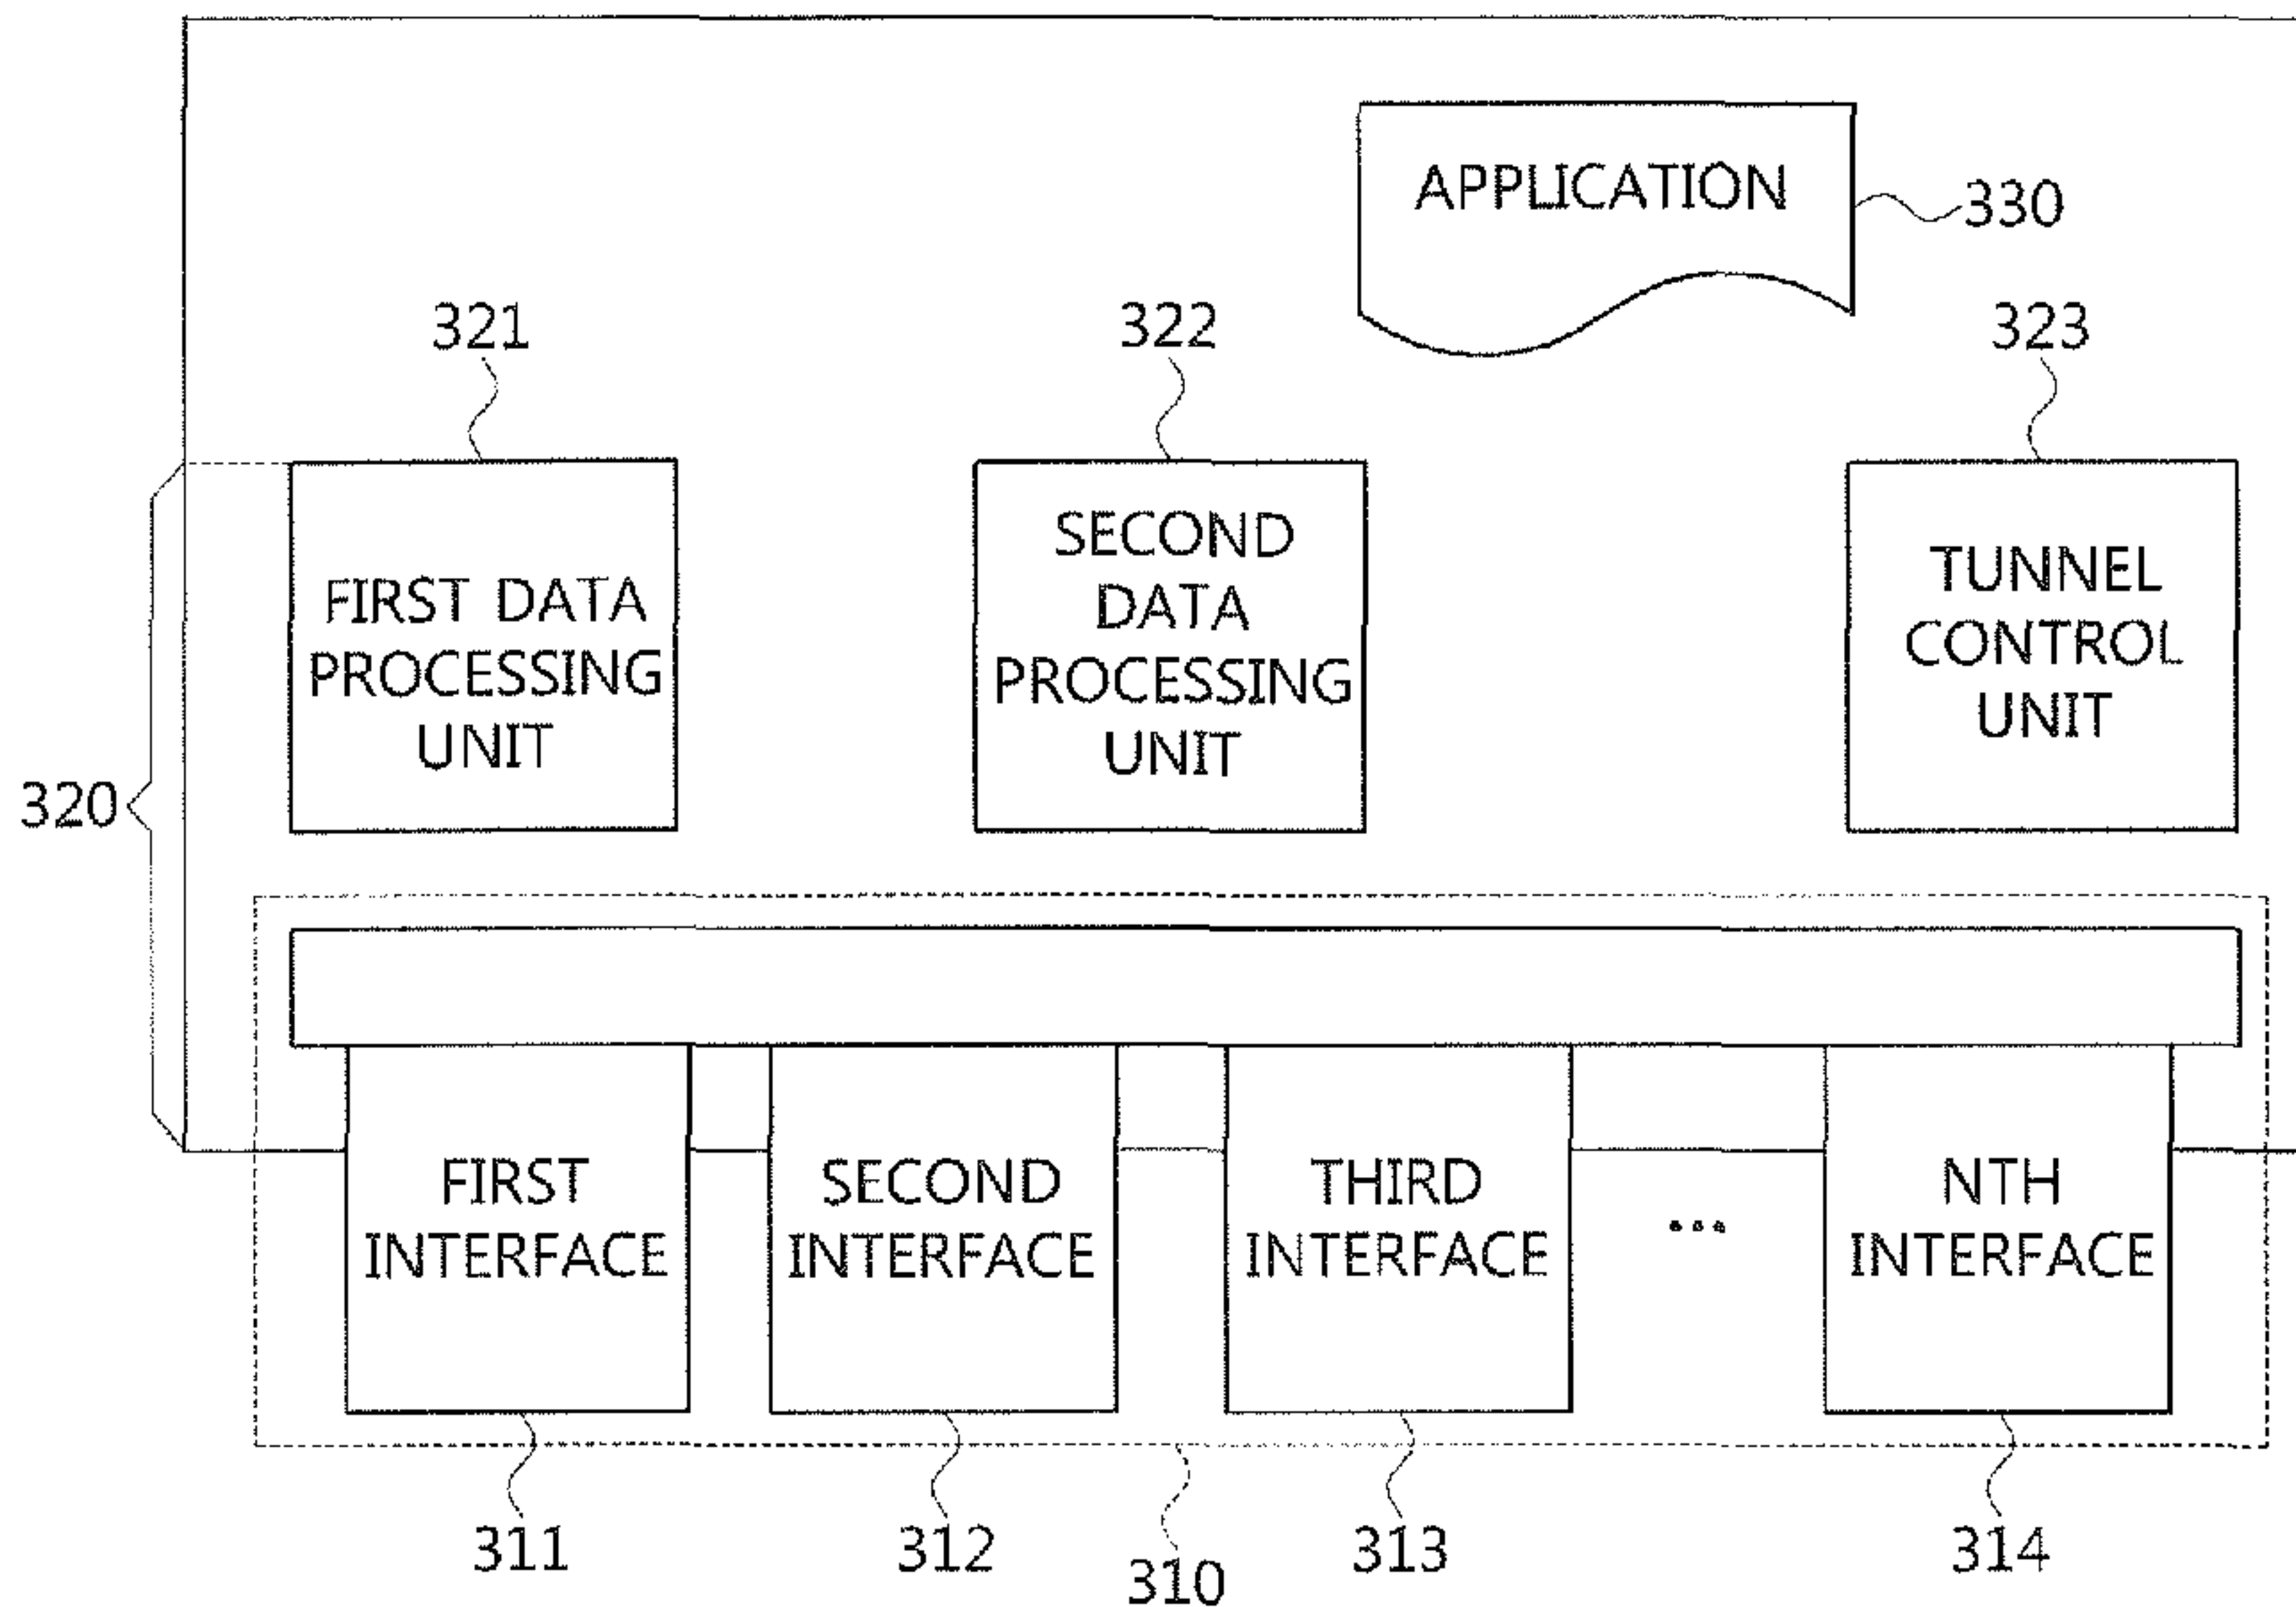 APPLICATION
330
321
322
323
FIRST DATA
PROCESSING
UNIT
SECOND
DATA
PROCESSING
UNIT
TUNNEL
CONTROL
UNIT
320
FIRST
INTERFACE
SECOND
INTERFACE
THIRD
INTERFACE
...
NTH
INTERFACE
311
312
310
313
314